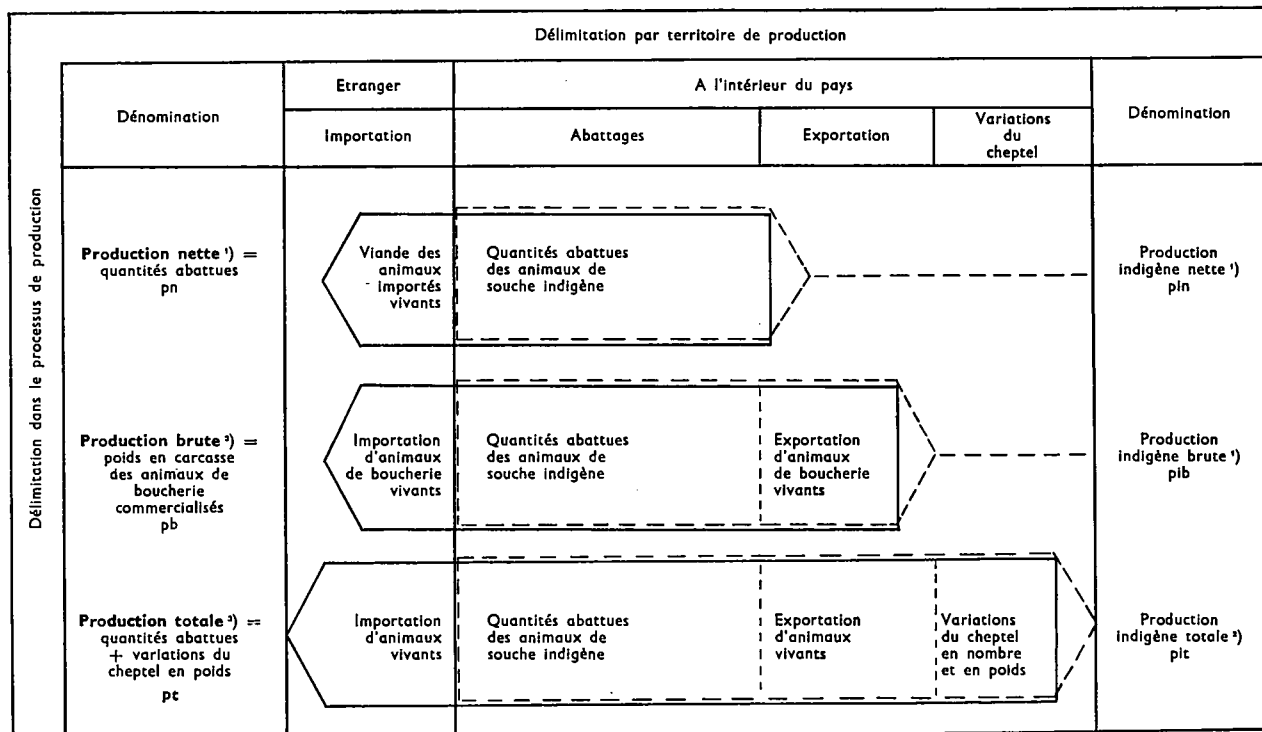 Délimitation par territoire de production
Délimitation dans le processus de production
Dénomination
Etranger
A l'intérieur du pays
Dénomination
Importation
Abattages
Exportation
Variations
du
cheptel
Production nette ¹) =
quantités abattues
pn
Viande des
animaux
importés
vivants
Quantités abattues
des animaux de
souche indigène
Production
indigène nette ¹)
pin
Production brute ²) =
poids en carcasse
des animaux de
boucherie
commercialisés
pb
Importation
d'animaux
de boucherie
vivants
Quantités abattues
des animaux de
souche indigène
Exportation
d'animaux
de boucherie
vivants
Production
indigène brute ¹)
pib
Production totale ²) =
quantités abattues
+ variations du
cheptel en poids
pt
Importation
d'animaux
vivants
Quantités abattues
des animaux de
souche indigène
Exportation
d'animaux
vivants
Variations
du cheptel
en nombre
et en poids
Production
indigène totale ²)
pit